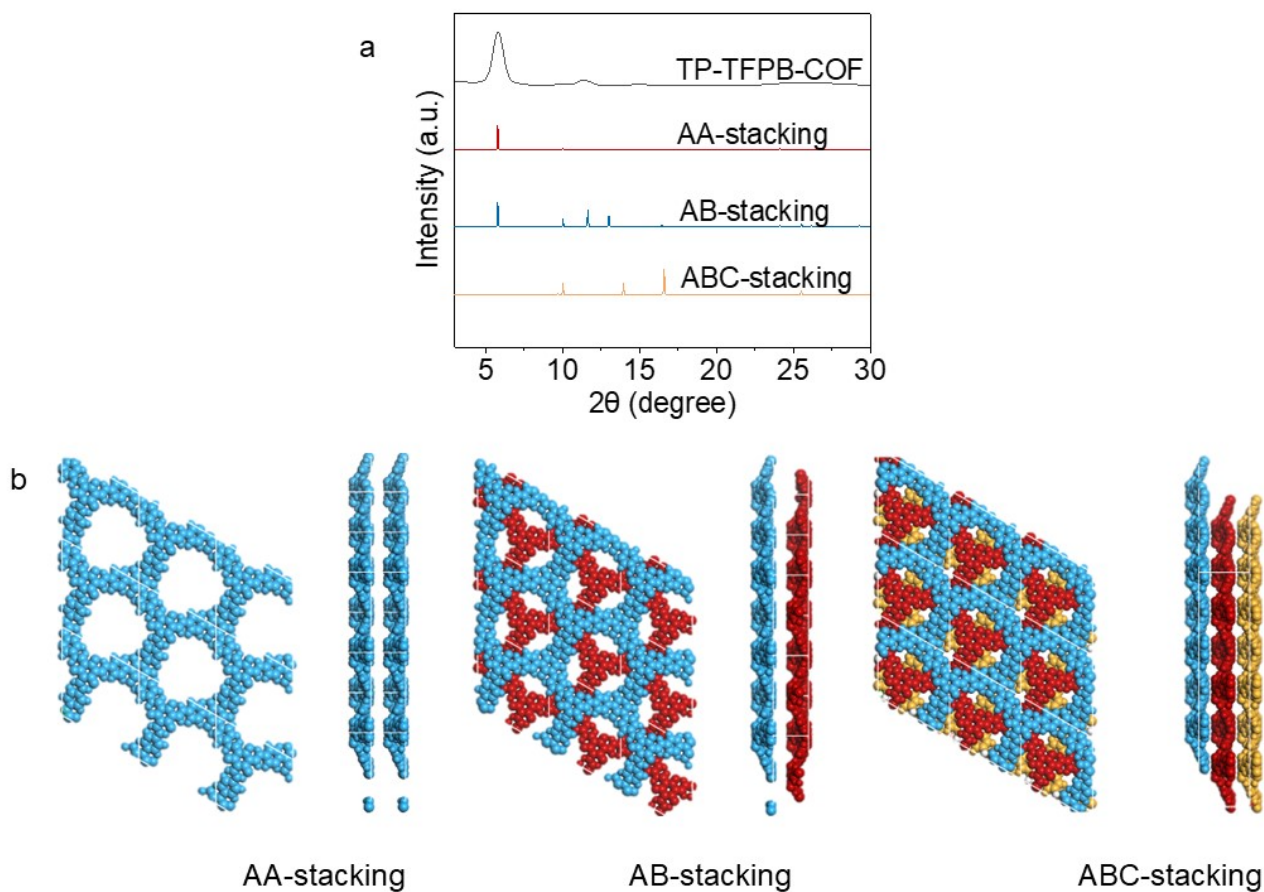 a
TP-TFPB-COF
AA-stacking
AB-stacking
ABC-stacking
Intensity (a.u.)
5 10 15 20 25 30
2θ (degree)
b
AA-stacking AB-stacking ABC-stacking